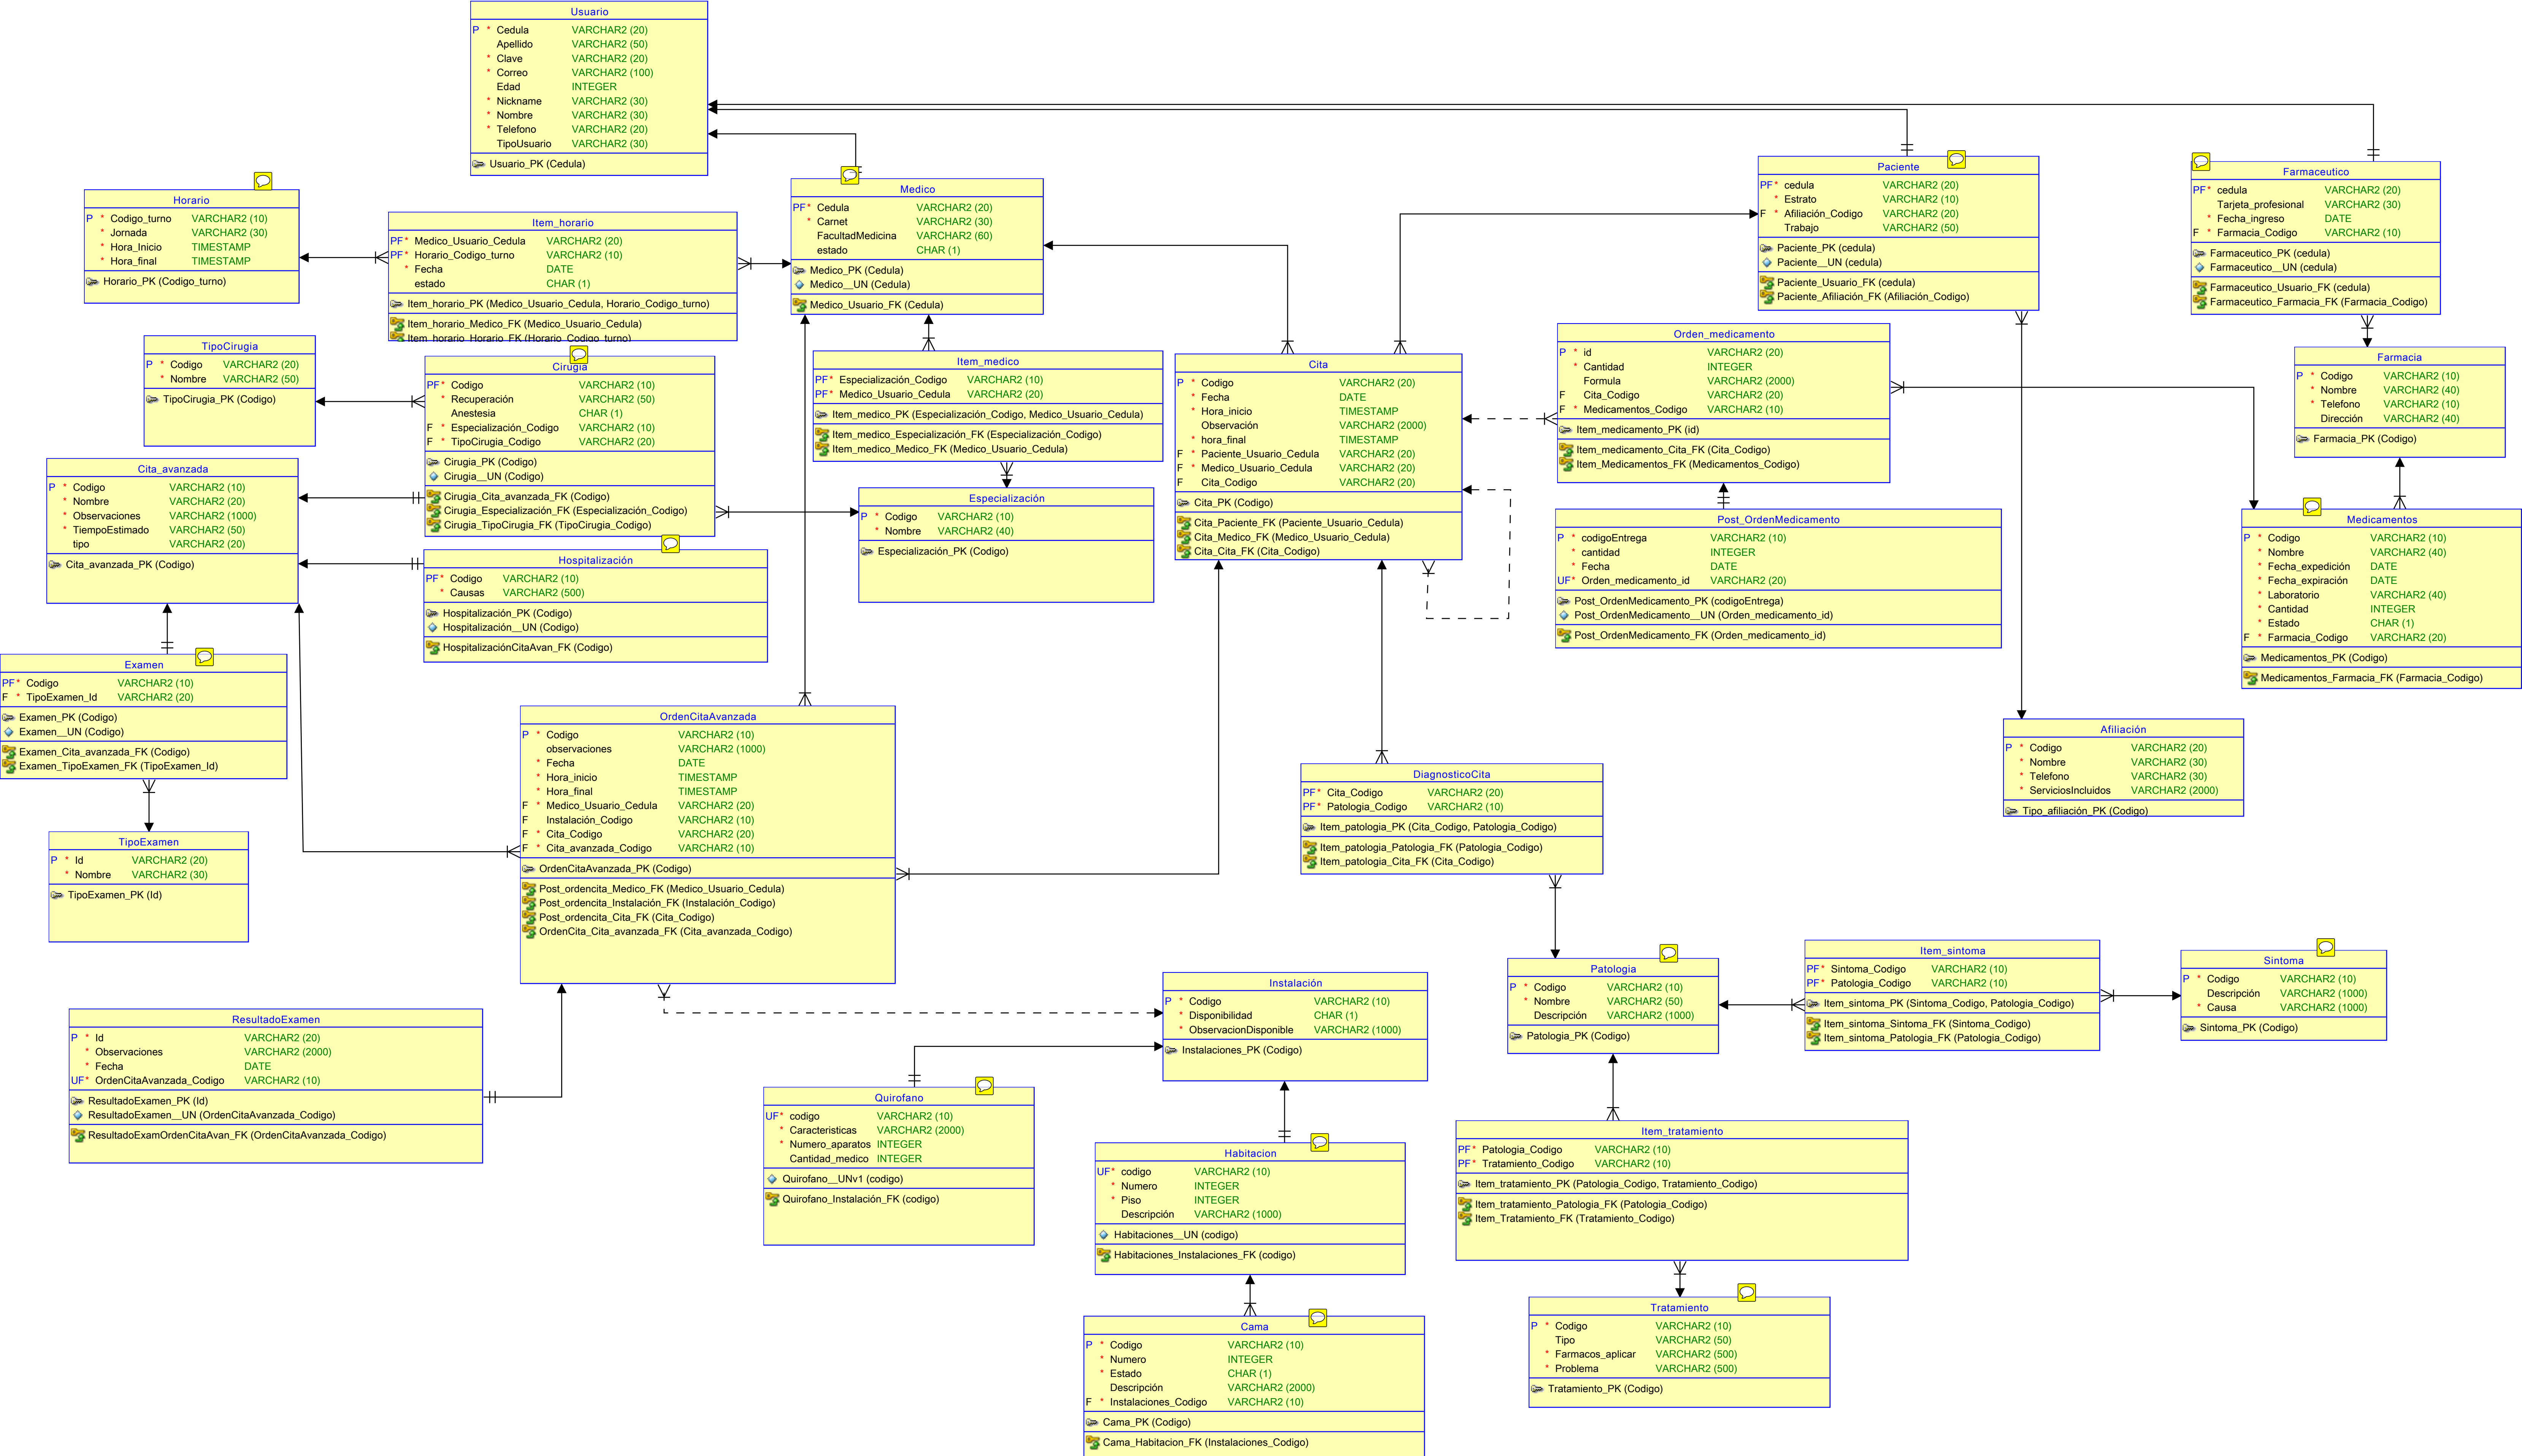 Usuario
P * Cedula VARCHAR2 (20)
Apellido VARCHAR2 (50)
* Clave VARCHAR2 (20)
* Correo VARCHAR2 (100)
Edad INTEGER
* Nickname VARCHAR2 (30)
* Nombre VARCHAR2 (30)
* Telefono VARCHAR2 (20)
TipoUsuario VARCHAR2 (30)
Usuario_PK (Cedula)
Horario
P * Codigo_turno VARCHAR2 (10)
* Jornada VARCHAR2 (30)
* Hora_Inicio TIMESTAMP
* Hora_final TIMESTAMP
Horario_PK (Codigo_turno)
Item_horario
PF* Medico_Usuario_Cedula VARCHAR2 (20)
PF* Horario_Codigo_turno VARCHAR2 (10)
* Fecha DATE
estado CHAR (1)
Item_horario_PK (Medico_Usuario_Cedula, Horario_Codigo_turno)
Item_horario_Medico_FK (Medico_Usuario_Cedula)
Item_horario_Horario_FK (Horario_Codigo_turno)
Medico
PF* Cedula VARCHAR2 (20)
* Carnet VARCHAR2 (30)
FacultadMedicina VARCHAR2 (60)
estado CHAR (1)
Medico_PK (Cedula)
Medico__UN (Cedula)
Medico_Usuario_FK (Cedula)
Paciente
PF* cedula VARCHAR2 (20)
* Estrato VARCHAR2 (10)
F * Afiliación_Codigo VARCHAR2 (20)
Trabajo VARCHAR2 (50)
Paciente_PK (cedula)
Paciente__UN (cedula)
Paciente_Usuario_FK (cedula)
Paciente_Afiliación_FK (Afiliación_Codigo)
Farmaceutico
PF* cedula VARCHAR2 (20)
Tarjeta_profesional VARCHAR2 (30)
* Fecha_ingreso DATE
F * Farmacia_Codigo VARCHAR2 (10)
Farmaceutico_PK (cedula)
Farmaceutico__UN (cedula)
Farmaceutico_Usuario_FK (cedula)
Farmaceutico_Farmacia_FK (Farmacia_Codigo)
TipoCirugia
P * Codigo VARCHAR2 (20)
* Nombre VARCHAR2 (50)
TipoCirugia_PK (Codigo)
Cirugia
PF* Codigo VARCHAR2 (10)
* Recuperación VARCHAR2 (50)
Anestesia CHAR (1)
F * Especialización_Codigo VARCHAR2 (10)
F * TipoCirugia_Codigo VARCHAR2 (20)
Cirugia_PK (Codigo)
Cirugia__UN (Codigo)
Cirugia_Cita_avanzada_FK (Codigo)
Cirugia_Especialización_FK (Especialización_Codigo)
Cirugia_TipoCirugia_FK (TipoCirugia_Codigo)
Item_medico
PF* Especialización_Codigo VARCHAR2 (10)
PF* Medico_Usuario_Cedula VARCHAR2 (20)
Item_medico_PK (Especialización_Codigo, Medico_Usuario_Cedula)
Item_medico_Especialización_FK (Especialización_Codigo)
Item_medico_Medico_FK (Medico_Usuario_Cedula)
Cita
P * Codigo VARCHAR2 (20)
* Fecha DATE
* Hora_inicio TIMESTAMP
Observación VARCHAR2 (2000)
* hora_final TIMESTAMP
F * Paciente_Usuario_Cedula VARCHAR2 (20)
F * Medico_Usuario_Cedula VARCHAR2 (20)
F Cita_Codigo VARCHAR2 (20)
Cita_PK (Codigo)
Cita_Paciente_FK (Paciente_Usuario_Cedula)
Cita_Medico_FK (Medico_Usuario_Cedula)
Cita_Cita_FK (Cita_Codigo)
Orden_medicamento
P * id VARCHAR2 (20)
* Cantidad INTEGER
Formula VARCHAR2 (2000)
F Cita_Codigo VARCHAR2 (20)
F * Medicamentos_Codigo VARCHAR2 (10)
Item_medicamento_PK (id)
Item_medicamento_Cita_FK (Cita_Codigo)
Item_Medicamentos_FK (Medicamentos_Codigo)
Farmacia
P * Codigo VARCHAR2 (10)
* Nombre VARCHAR2 (40)
* Telefono VARCHAR2 (10)
Dirección VARCHAR2 (40)
Farmacia_PK (Codigo)
Cita_avanzada
P * Codigo VARCHAR2 (10)
* Nombre VARCHAR2 (20)
* Observaciones VARCHAR2 (1000)
* TiempoEstimado VARCHAR2 (50)
tipo VARCHAR2 (20)
Cita_avanzada_PK (Codigo)
Especialización
P * Codigo VARCHAR2 (10)
* Nombre VARCHAR2 (40)
Especialización_PK (Codigo)
Post_OrdenMedicamento
P * codigoEntrega VARCHAR2 (10)
* cantidad INTEGER
* Fecha DATE
UF* Orden_medicamento_id VARCHAR2 (20)
Post_OrdenMedicamento_PK (codigoEntrega)
Post_OrdenMedicamento__UN (Orden_medicamento_id)
Post_OrdenMedicamento_FK (Orden_medicamento_id)
Medicamentos
P * Codigo VARCHAR2 (10)
* Nombre VARCHAR2 (40)
* Fecha_expedición DATE
* Fecha_expiración DATE
* Laboratorio VARCHAR2 (40)
* Cantidad INTEGER
* Estado CHAR (1)
F * Farmacia_Codigo VARCHAR2 (20)
Medicamentos_PK (Codigo)
Medicamentos_Farmacia_FK (Farmacia_Codigo)
Hospitalización
PF* Codigo VARCHAR2 (10)
* Causas VARCHAR2 (500)
Hospitalización_PK (Codigo)
Hospitalización__UN (Codigo)
HospitalizaciónCitaAvan_FK (Codigo)
Examen
PF* Codigo VARCHAR2 (10)
F * TipoExamen_Id VARCHAR2 (20)
Examen_PK (Codigo)
Examen__UN (Codigo)
Examen_Cita_avanzada_FK (Codigo)
Examen_TipoExamen_FK (TipoExamen_Id)
OrdenCitaAvanzada
P * Codigo VARCHAR2 (10)
observaciones VARCHAR2 (1000)
* Fecha DATE
* Hora_inicio TIMESTAMP
* Hora_final TIMESTAMP
F * Medico_Usuario_Cedula VARCHAR2 (20)
F Instalación_Codigo VARCHAR2 (10)
F * Cita_Codigo VARCHAR2 (20)
F * Cita_avanzada_Codigo VARCHAR2 (10)
OrdenCitaAvanzada_PK (Codigo)
Post_ordencita_Medico_FK (Medico_Usuario_Cedula)
Post_ordencita_Instalación_FK (Instalación_Codigo)
Post_ordencita_Cita_FK (Cita_Codigo)
OrdenCita_Cita_avanzada_FK (Cita_avanzada_Codigo)
Afiliación
P * Codigo VARCHAR2 (20)
* Nombre VARCHAR2 (30)
* Telefono VARCHAR2 (30)
* ServiciosIncluidos VARCHAR2 (2000)
Tipo_afiliación_PK (Codigo)
DiagnosticoCita
PF* Cita_Codigo VARCHAR2 (20)
PF* Patologia_Codigo VARCHAR2 (10)
Item_patologia_PK (Cita_Codigo, Patologia_Codigo)
Item_patologia_Patologia_FK (Patologia_Codigo)
Item_patologia_Cita_FK (Cita_Codigo)
TipoExamen
P * Id VARCHAR2 (20)
* Nombre VARCHAR2 (30)
TipoExamen_PK (Id)
Patologia
P * Codigo VARCHAR2 (10)
* Nombre VARCHAR2 (50)
Descripción VARCHAR2 (1000)
Patologia_PK (Codigo)
Item_sintoma
PF* Sintoma_Codigo VARCHAR2 (10)
PF* Patologia_Codigo VARCHAR2 (10)
Item_sintoma_PK (Sintoma_Codigo, Patologia_Codigo)
Item_sintoma_Sintoma_FK (Sintoma_Codigo)
Item_sintoma_Patologia_FK (Patologia_Codigo)
Sintoma
P * Codigo VARCHAR2 (10)
Descripción VARCHAR2 (1000)
* Causa VARCHAR2 (1000)
Sintoma_PK (Codigo)
Instalación
P * Codigo VARCHAR2 (10)
* Disponibilidad CHAR (1)
* ObservacionDisponible VARCHAR2 (1000)
Instalaciones_PK (Codigo)
ResultadoExamen
P * Id VARCHAR2 (20)
* Observaciones VARCHAR2 (2000)
* Fecha DATE
UF* OrdenCitaAvanzada_Codigo VARCHAR2 (10)
ResultadoExamen_PK (Id)
ResultadoExamen__UN (OrdenCitaAvanzada_Codigo)
ResultadoExamOrdenCitaAvan_FK (OrdenCitaAvanzada_Codigo)
Quirofano
UF* codigo VARCHAR2 (10)
* Caracteristicas VARCHAR2 (2000)
* Numero_aparatos INTEGER
Cantidad_medico INTEGER
Quirofano__UNv1 (codigo)
Quirofano_Instalación_FK (codigo)
Habitacion
UF* codigo VARCHAR2 (10)
* Numero INTEGER
* Piso INTEGER
Descripción VARCHAR2 (1000)
Habitaciones__UN (codigo)
Habitaciones_Instalaciones_FK (codigo)
Item_tratamiento
PF* Patologia_Codigo VARCHAR2 (10)
PF* Tratamiento_Codigo VARCHAR2 (10)
Item_tratamiento_PK (Patologia_Codigo, Tratamiento_Codigo)
Item_tratamiento_Patologia_FK (Patologia_Codigo)
Item_Tratamiento_FK (Tratamiento_Codigo)
Tratamiento
P * Codigo VARCHAR2 (10)
Tipo VARCHAR2 (50)
* Farmacos_aplicar VARCHAR2 (500)
* Problema VARCHAR2 (500)
Tratamiento_PK (Codigo)
Cama
P * Codigo VARCHAR2 (10)
* Numero INTEGER
* Estado CHAR (1)
Descripción VARCHAR2 (2000)
F * Instalaciones_Codigo VARCHAR2 (10)
Cama_PK (Codigo)
Cama_Habitacion_FK (Instalaciones_Codigo)